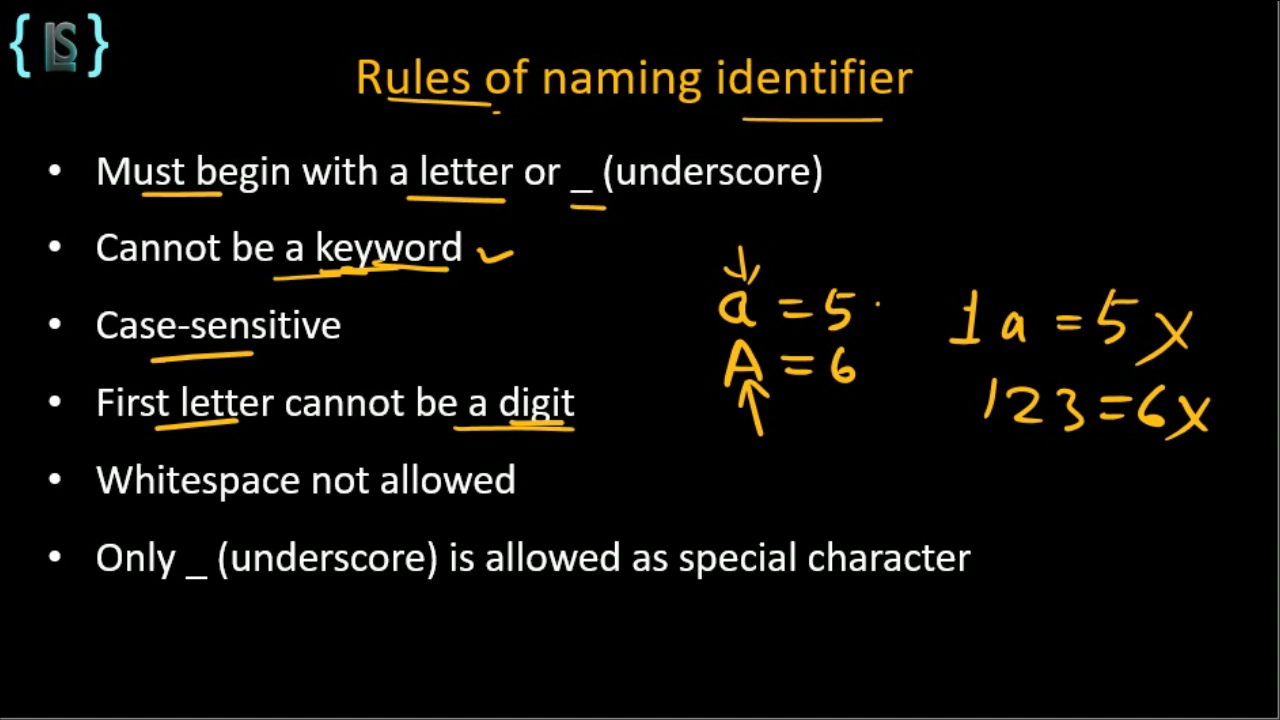 {LS}
Rules of naming identifier
• Must begin with a letter or _ (underscore)
• Cannot be a keyword
• Case-sensitive
• First letter cannot be a digit
• Whitespace not allowed
• Only _ (underscore) is allowed as special character
a = 5
A = 6
1a = 5 x
123 = 6 x